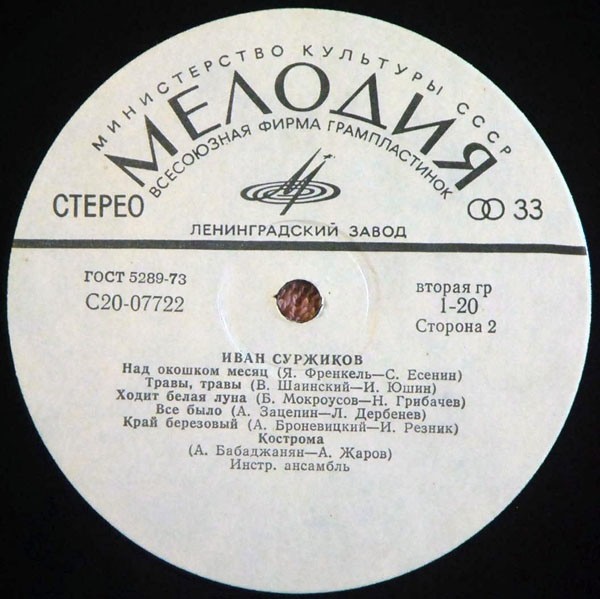 МИНИСТЕРСТВО КУЛЬТУРЫ СССР
МЕЛОДИЯ
ВСЕСОЮЗНАЯ ФИРМА ГРАМПЛАСТИНОК
СТЕРЕО
33
ЛЕНИНГРАДСКИЙ ЗАВОД
ГОСТ 5289-73
С20-07722
вторая гр
1-20
Сторона 2
ИВАН СУРЖИКОВ
Над окошком месяц (Я. Френкель—С. Есенин)
Травы, травы (В. Шаинский—И. Юшин)
Ходит белая луна (Б. Мокроусов—Н. Грибачев)
Все было (А. Зацепин—Л. Дербенев)
Край березовый (А. Броневицкий—И. Резник)
Кострома
(А. Бабаджанян—А. Жаров)
Инстр. ансамбль